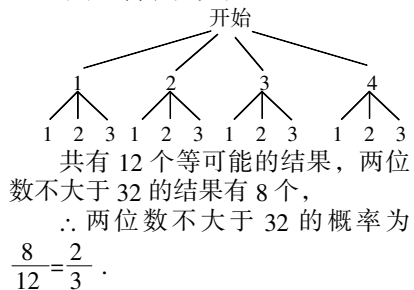 开始
1 2 3 4
1 2 3 1 2 3 1 2 3 1 2 3
共有 12 个等可能的结果，两位
数不大于 32 的结果有 8 个，
∴ 两位数不大于 32 的概率为
8/12=2/3．